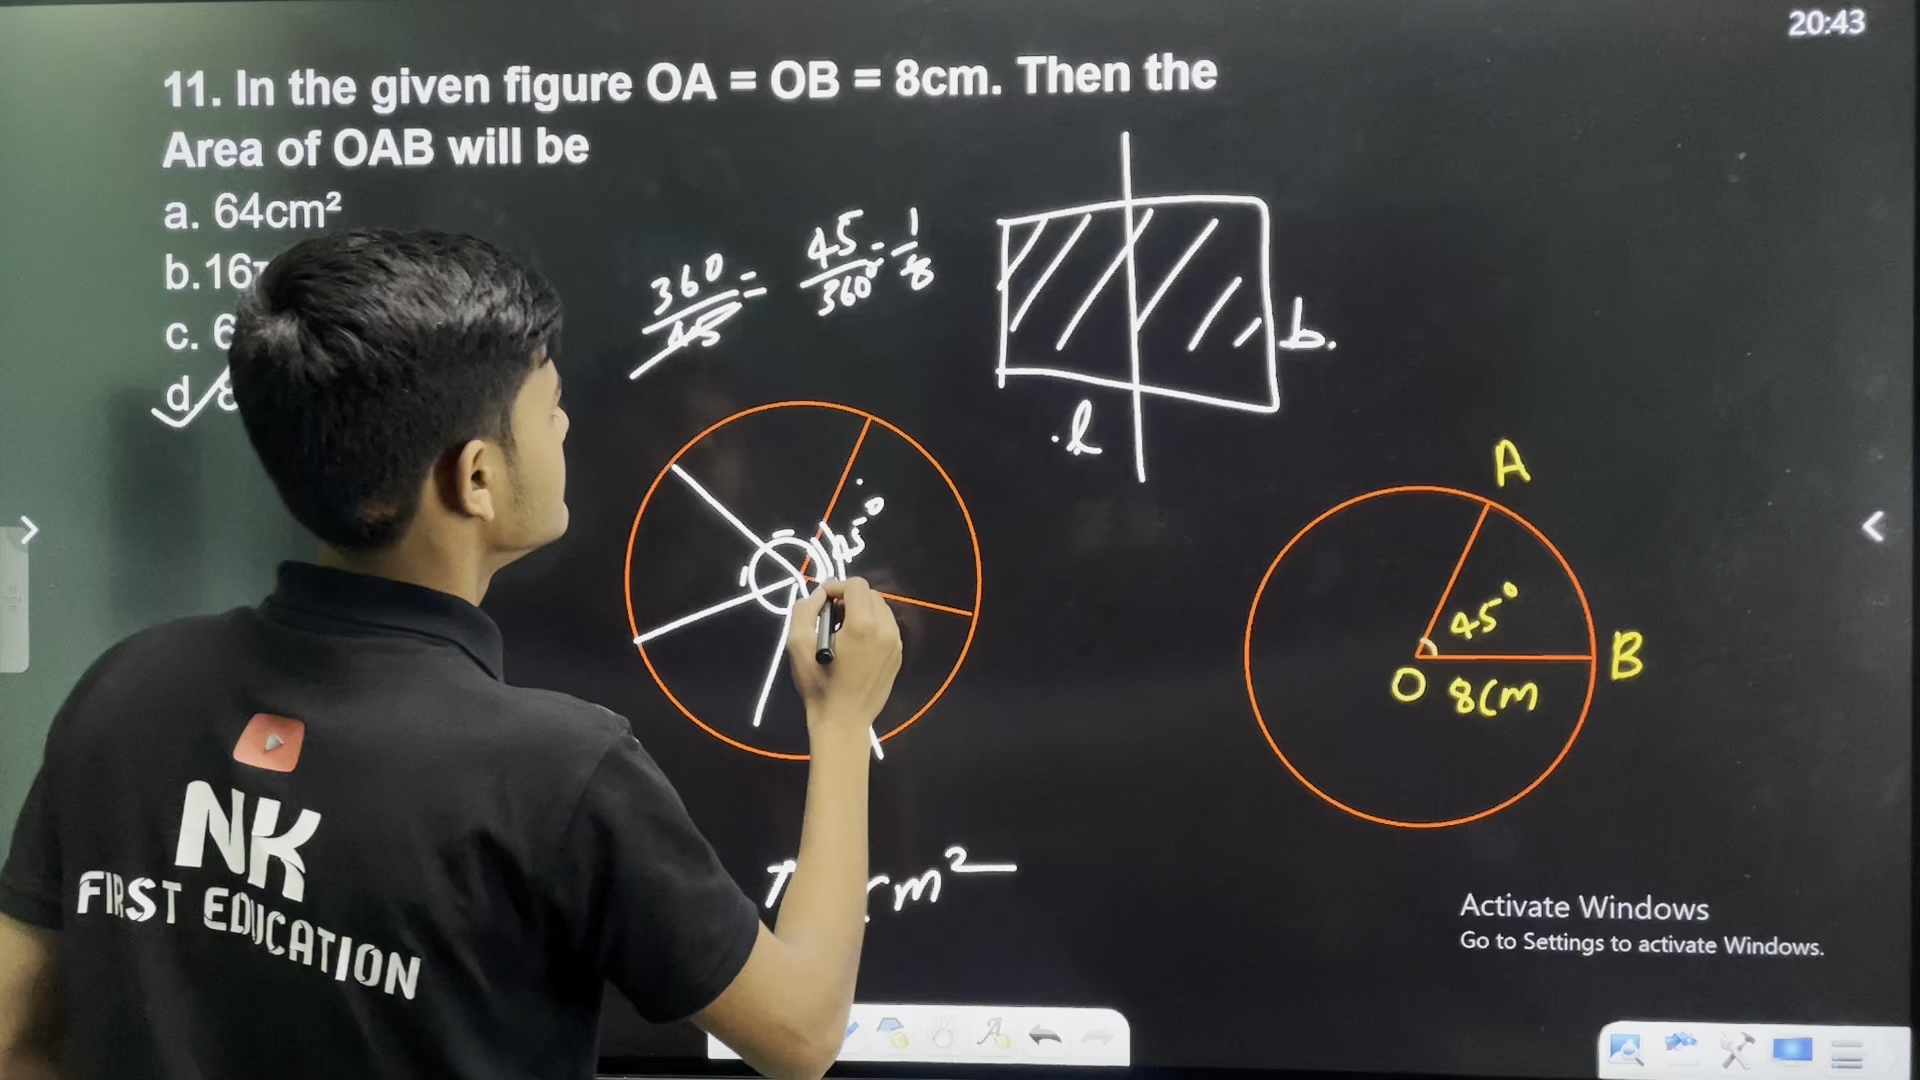 20:43
11. In the given figure OA = OB = 8cm. Then the
Area of OAB will be
a. 64cm²
b.16
c. 6
d
360/45 = 45/360° = 1/8
b.
l
45°
A
45°
O
B
8cm
cm²
NK
FIRST EDUCATION
Activate Windows
Go to Settings to activate Windows.